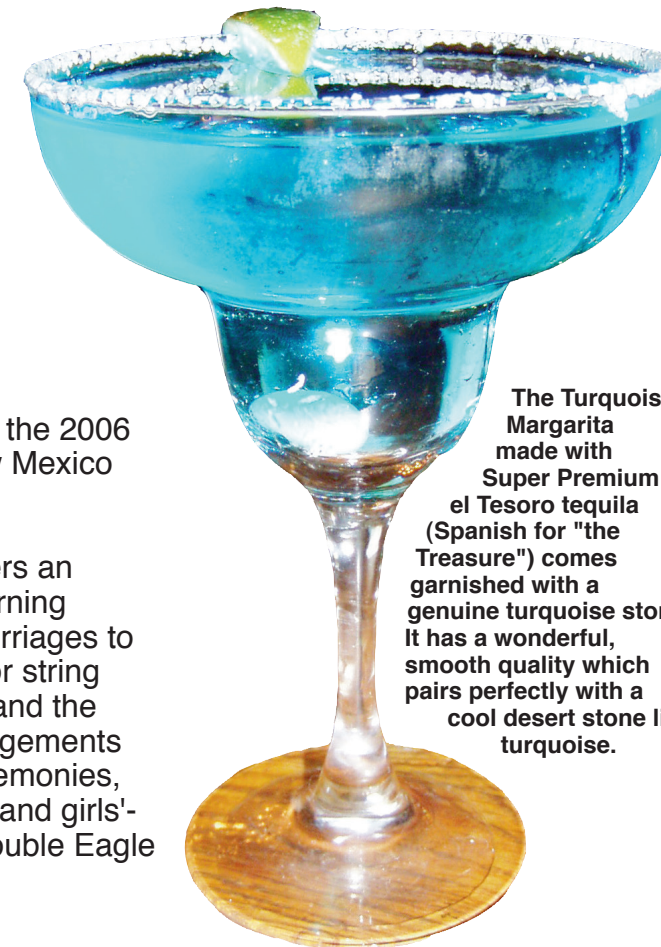 the 2006
Mexico
an
to
string
and the
and girls'-
Eagle
The
Margarita
made with
Super Premium
el Tesoro tequila
(Spanish for "the
Treasure") comes
garnished with a
genuine turquoise
It has a wonderful,
smooth quality which
pairs perfectly with a
cool desert stone
turquoise.